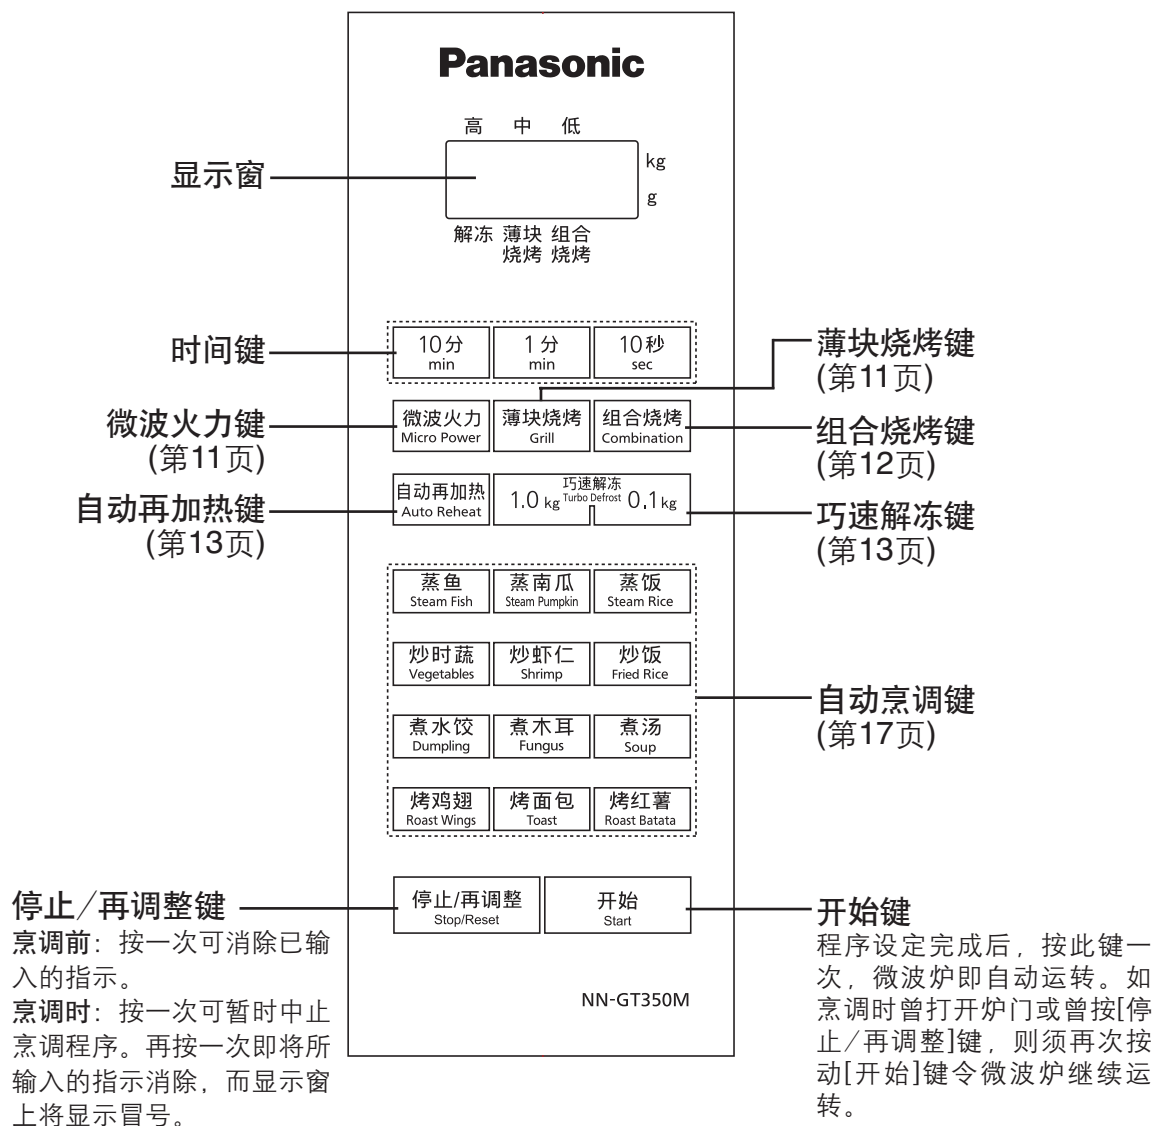 Panasonic
高 中 低
kg
g
解冻 薄块 组合
烧烤 烧烤
显示窗
时间键
10分 1分 10秒
min min sec
微波火力键
(第11页)
微波火力 薄块烧烤 组合烧烤
Micro Power Grill Combination
薄块烧烤键
(第11页)
组合烧烤键
(第12页)
自动再加热键
(第13页)
自动再加热
Auto Reheat
巧速解冻
1.0 kg Turbo Defrost 0.1 kg
巧速解冻键
(第13页)
蒸鱼 蒸南瓜 蒸饭
Steam Fish Steam Pumpkin Steam Rice
炒时蔬 炒虾仁 炒饭
Vegetables Shrimp Fried Rice
煮水饺 煮木耳 煮汤
Dumpling Fungus Soup
烤鸡翅 烤面包 烤红薯
Roast Wings Toast Roast Batata
自动烹调键
(第17页)
停止/再调整 开始
Stop/Reset Start
NN-GT350M
停止/再调整键
烹调前：按一次可消除已输
入的指示。
烹调时：按一次可暂时中止
烹调程序。再按一次即将所
输入的指示消除，而显示窗
上将显示冒号。
开始键
程序设定完成后，按此键一
次，微波炉即自动运转。如
烹调时曾打开炉门或曾按[停
止/再调整]键，则须再次按
动[开始]键令微波炉继续运
转。